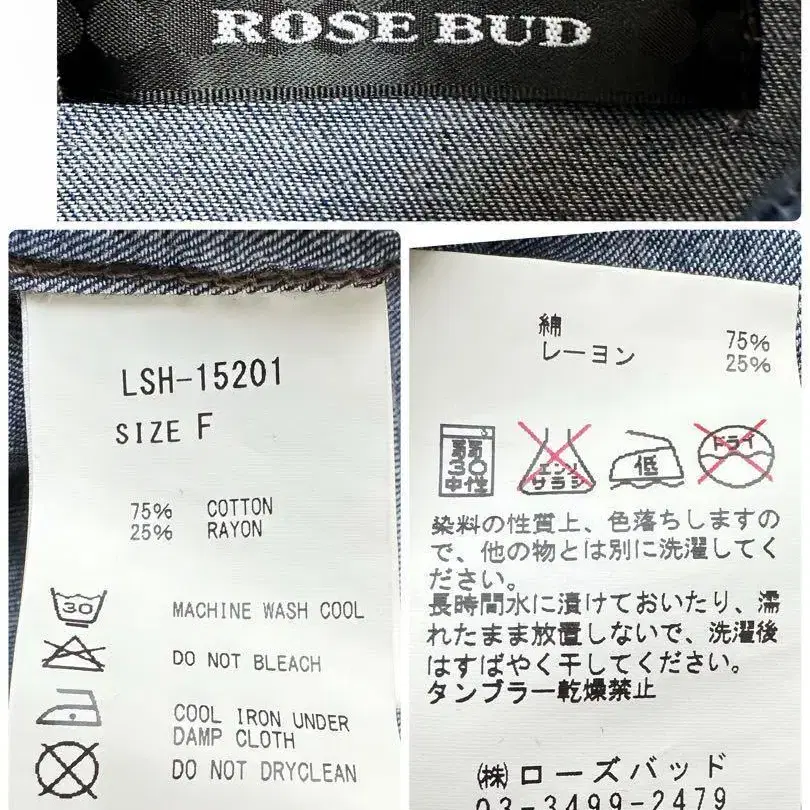 ROSE BUD
LSH-15201
SIZE F
75% COTTON
25% RAYON
30
MACHINE WASH COOL
DO NOT BLEACH
COOL IRON UNDER
DAMP CLOTH
DO NOT DRYCLEAN
綿 75%
レーヨン 25%
弱
30
中性
エンソ
サラシ
低
ドライ
染料の性質上、色落ちしますの
で、他の物とは別に洗濯してく
ださい。
長時間水に漬けておいたり、濡
れたまま放置しないで、洗濯後
はすばやく干してください。
タンブラー乾燥禁止
(株)ローズバッド
03-3499-2479